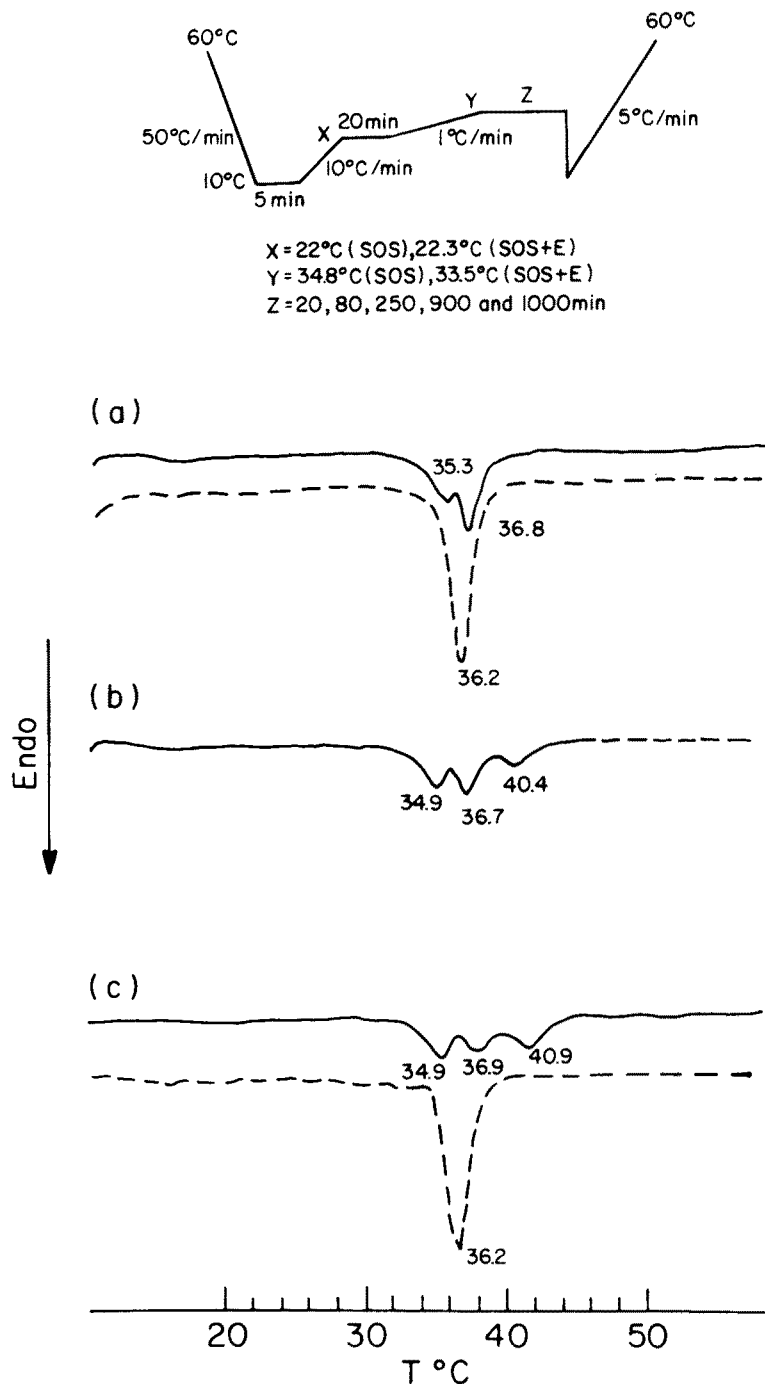 60°C
60°C
50°C/min
X
20min
Y
Z
1°C/min
5°C/min
10°C
10°C/min
5 min
X = 22°C (SOS), 22.3°C (SOS+E)
Y = 34.8°C (SOS), 33.5°C (SOS+E)
Z = 20, 80, 250, 900 and 1000min
(a)
35.3
36.8
36.2
(b)
Endo
34.9
36.7
40.4
(c)
34.9
36.9
40.9
36.2
20
30
40
50
T °C